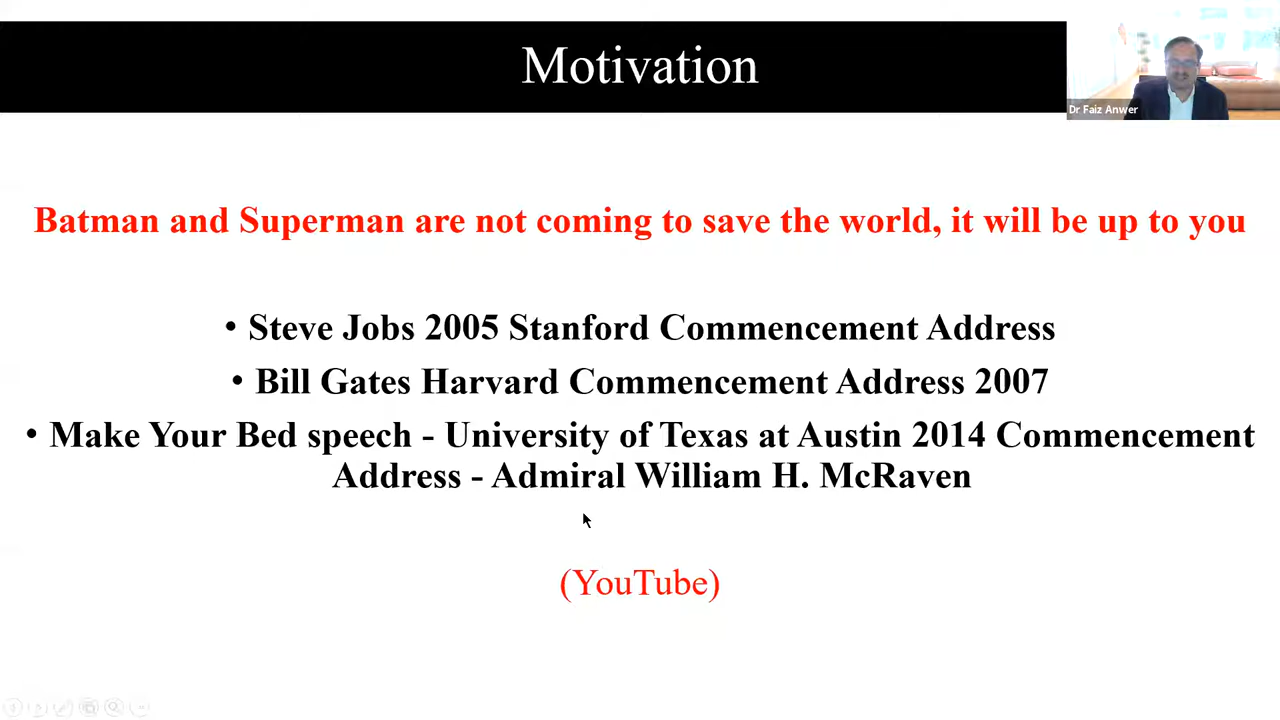 Motivation
Dr Faiz Anwer
Batman and Superman are not coming to save the world, it will be up to you
• Steve Jobs 2005 Stanford Commencement Address
• Bill Gates Harvard Commencement Address 2007
• Make Your Bed speech - University of Texas at Austin 2014 Commencement
Address - Admiral William H. McRaven
(YouTube)